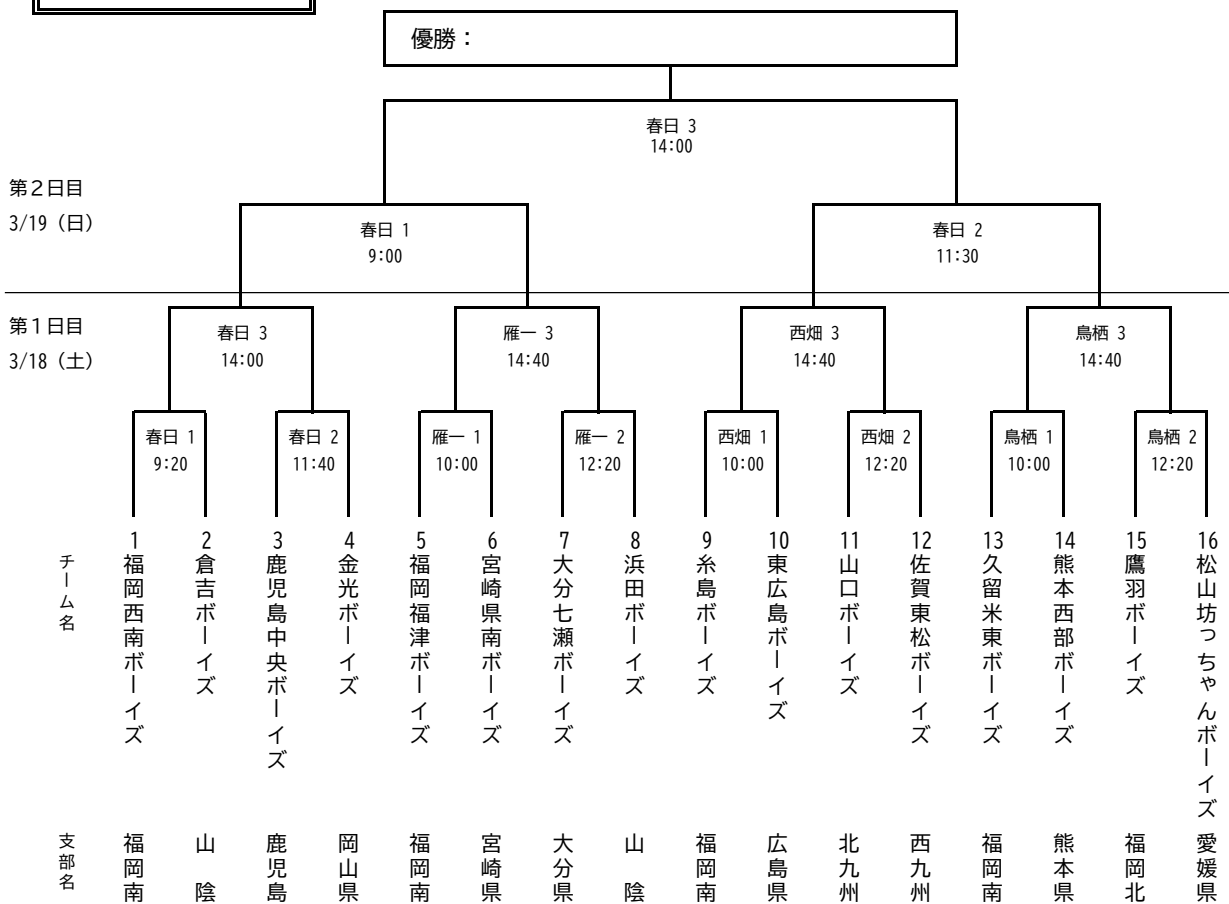 優勝：
春日 3
14:00
第２日目
3/19（日）
春日 1
9:00
春日 2
11:30
第１日目
3/18（土）
春日 3
14:00
雁一 3
14:40
西畑 3
14:40
鳥栖 3
14:40
春日 1
9:20
春日 2
11:40
雁一 1
10:00
雁一 2
12:20
西畑 1
10:00
西畑 2
12:20
鳥栖 1
10:00
鳥栖 2
12:20
チーム名
1
福岡西南ボーイズ
2
倉吉ボーイズ
3
鹿児島中央ボーイズ
4
金光ボーイズ
5
福岡福津ボーイズ
6
宮崎県南ボーイズ
7
大分七瀬ボーイズ
8
浜田ボーイズ
9
糸島ボーイズ
10
東広島ボーイズ
11
山口ボーイズ
12
佐賀東松ボーイズ
13
久留米東ボーイズ
14
熊本西部ボーイズ
15
鷹羽ボーイズ
16
松山坊っちゃんボーイズ
支部名
福岡南
山　陰
鹿児島
岡山県
福岡南
宮崎県
大分県
山　陰
福岡南
広島県
北九州
西九州
福岡南
熊本県
福岡北
愛媛県